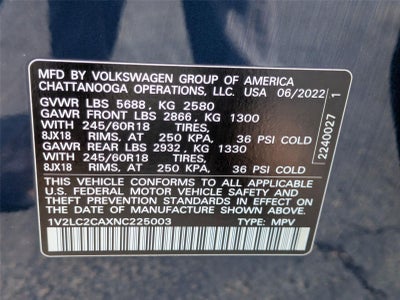 MFD BY VOLKSWAGEN GROUP OF AMERICA
CHATTANOOGA OPERATIONS, LLC. USA 06/2022
GVWR LBS 5688, KG 2580
GAWR FRONT LBS 2866, KG 1300
WITH 245/60R18 TIRES,
8JX18 RIMS, AT 250 KPA, 36 PSI COLD
GAWR REAR LBS 2932, KG 1330
WITH 245/60R18 TIRES,
8JX18 RIMS, AT 250 KPA, 36 PSI COLD
THIS VEHICLE CONFORMS TO ALL APPLICABLE
U.S. FEDERAL MOTOR VEHICLE SAFETY, BUMPER AND
THEFT PREVENTION STANDARDS IN EFFECT ON THE
DATE OF MANUFACTURE SHOWN ABOVE.
1V2LC2CAXNC225003 TYPE: MPV
2240027 1